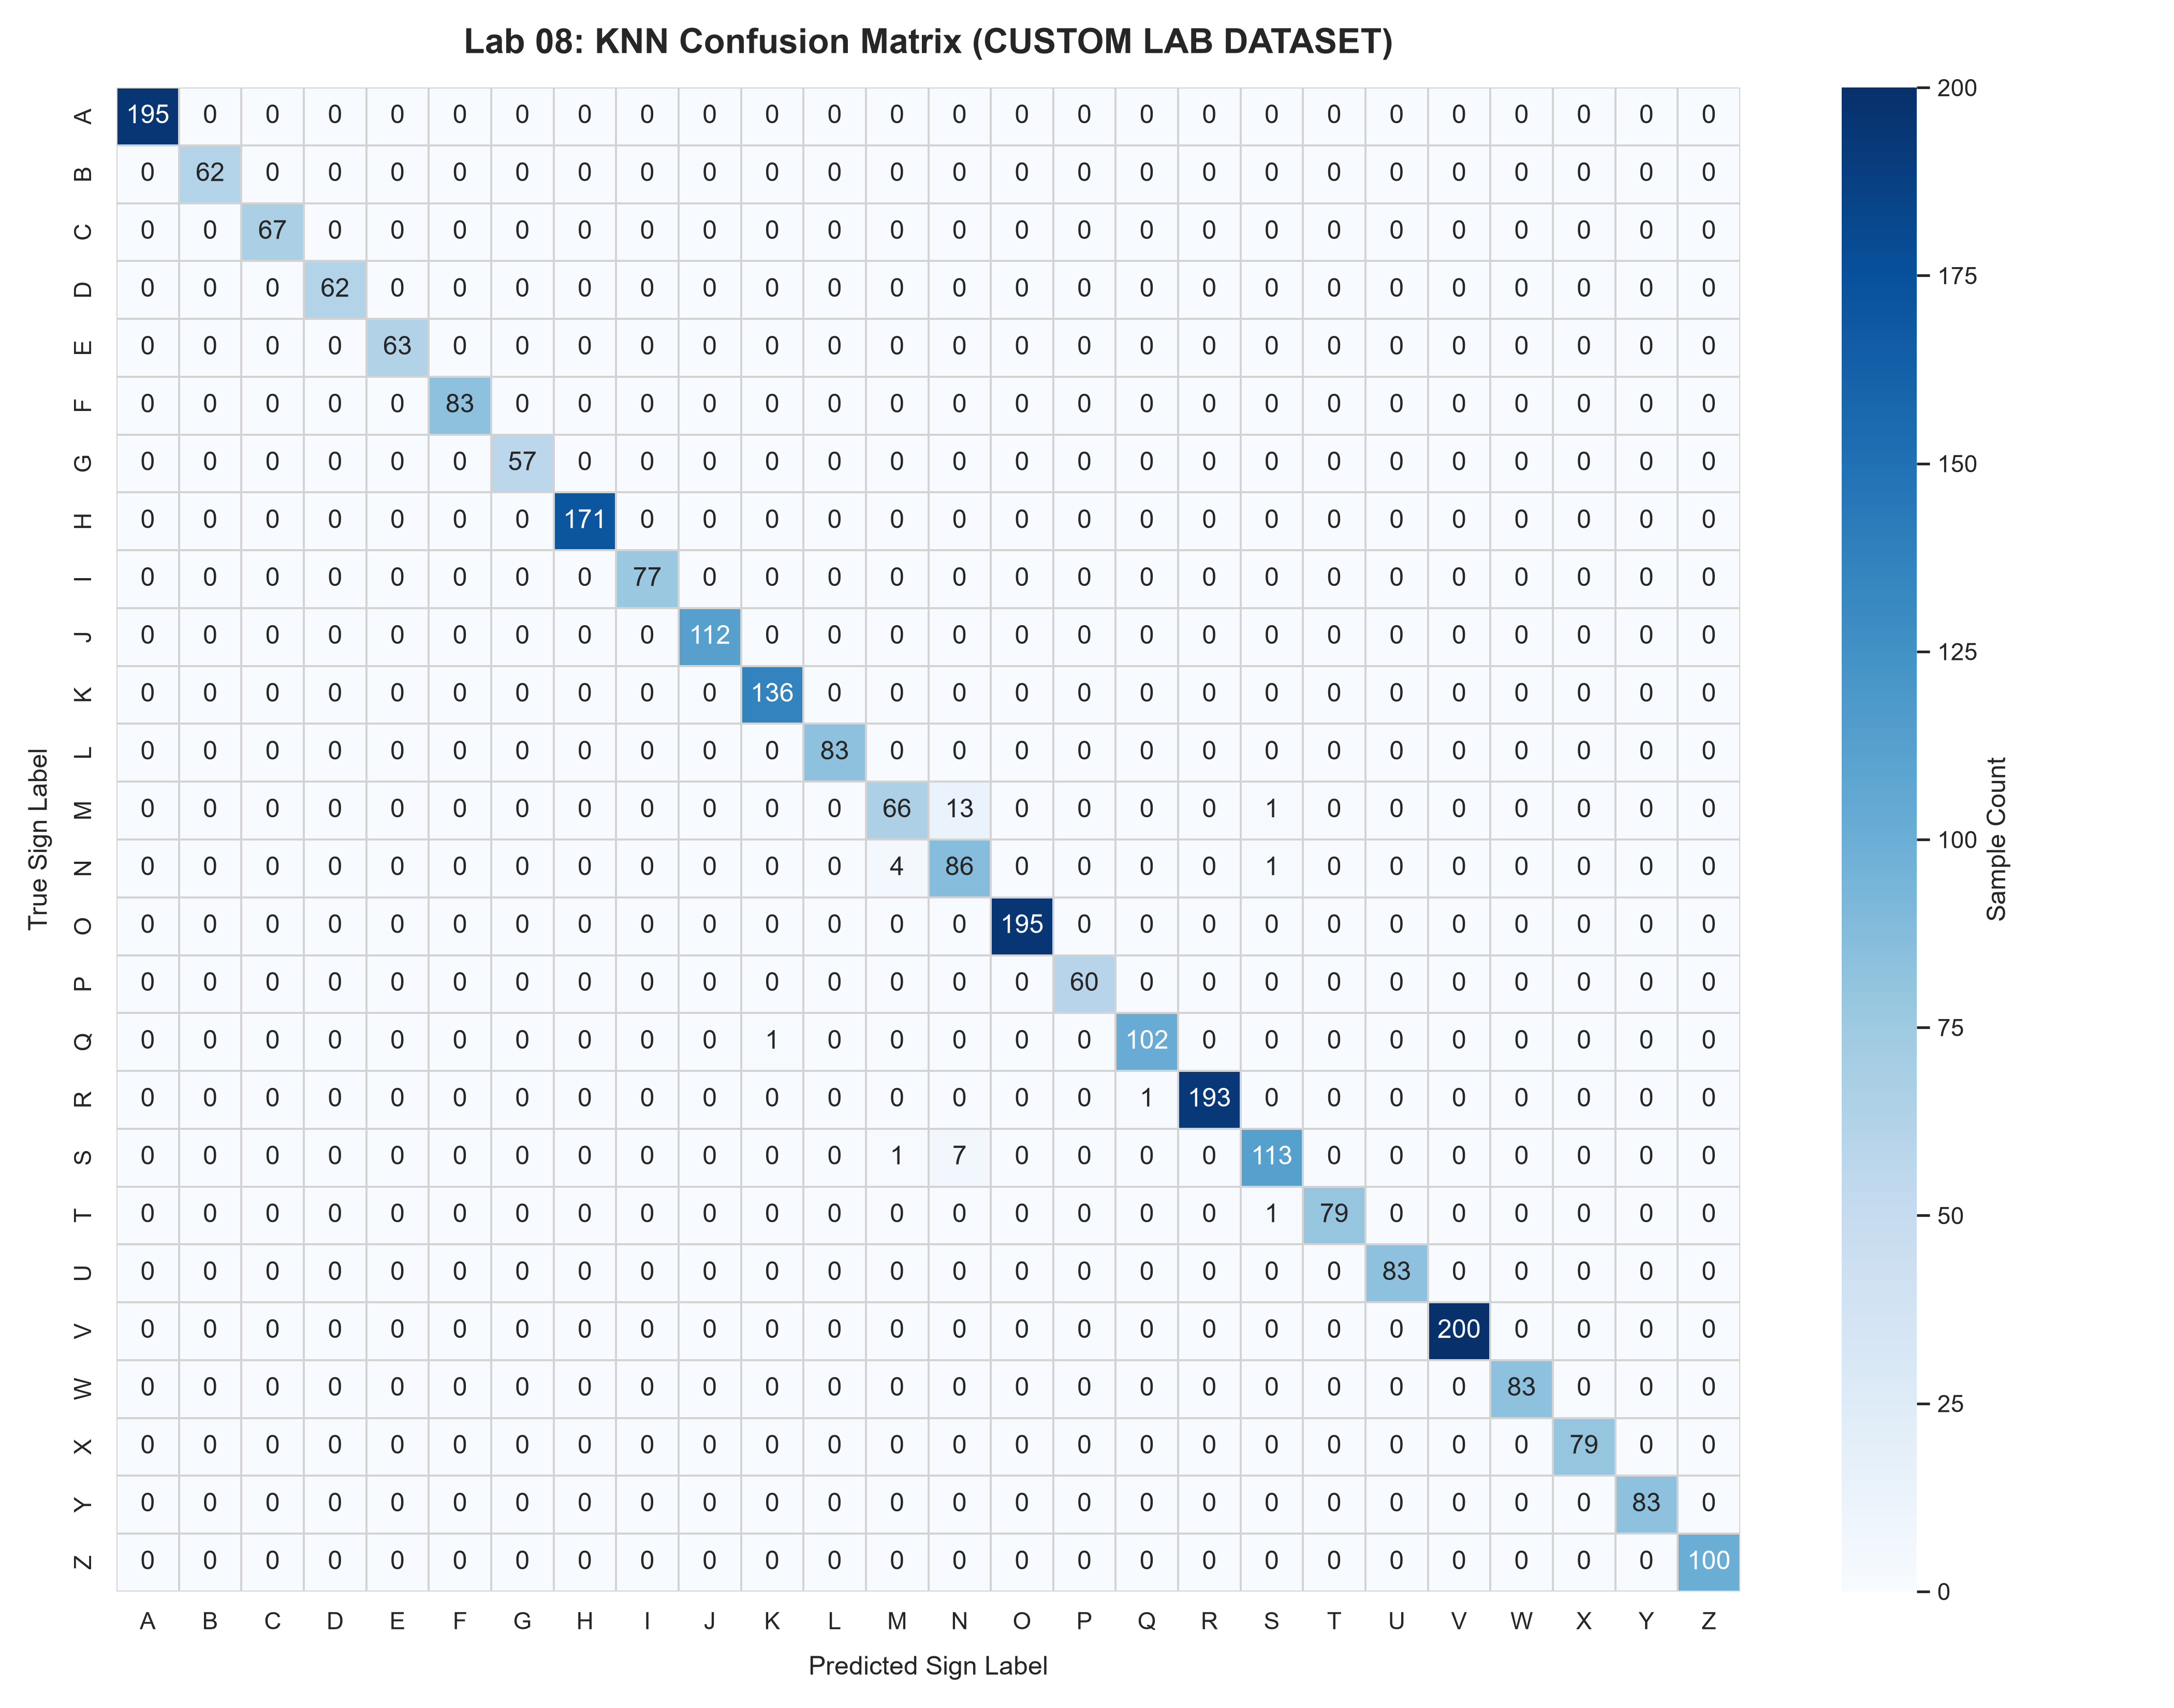 Lab 08: KNN Confusion Matrix (CUSTOM LAB DATASET)
A 195 0 0 0 0 0 0 0 0 0 0 0 0 0 0 0 0 0 0 0 0 0 0 0 0 0
B 0 62 0 0 0 0 0 0 0 0 0 0 0 0 0 0 0 0 0 0 0 0 0 0 0 0
C 0 0 67 0 0 0 0 0 0 0 0 0 0 0 0 0 0 0 0 0 0 0 0 0 0 0
D 0 0 0 62 0 0 0 0 0 0 0 0 0 0 0 0 0 0 0 0 0 0 0 0 0 0
E 0 0 0 0 63 0 0 0 0 0 0 0 0 0 0 0 0 0 0 0 0 0 0 0 0 0
F 0 0 0 0 0 83 0 0 0 0 0 0 0 0 0 0 0 0 0 0 0 0 0 0 0 0
G 0 0 0 0 0 0 57 0 0 0 0 0 0 0 0 0 0 0 0 0 0 0 0 0 0 0
H 0 0 0 0 0 0 0 171 0 0 0 0 0 0 0 0 0 0 0 0 0 0 0 0 0 0
I 0 0 0 0 0 0 0 0 77 0 0 0 0 0 0 0 0 0 0 0 0 0 0 0 0 0
J 0 0 0 0 0 0 0 0 0 112 0 0 0 0 0 0 0 0 0 0 0 0 0 0 0 0
K 0 0 0 0 0 0 0 0 0 0 136 0 0 0 0 0 0 0 0 0 0 0 0 0 0 0
L 0 0 0 0 0 0 0 0 0 0 0 83 0 0 0 0 0 0 0 0 0 0 0 0 0 0
M 0 0 0 0 0 0 0 0 0 0 0 0 66 13 0 0 0 0 1 0 0 0 0 0 0 0
N 0 0 0 0 0 0 0 0 0 0 0 0 4 86 0 0 0 0 1 0 0 0 0 0 0 0
O 0 0 0 0 0 0 0 0 0 0 0 0 0 0 195 0 0 0 0 0 0 0 0 0 0 0
P 0 0 0 0 0 0 0 0 0 0 0 0 0 0 0 60 0 0 0 0 0 0 0 0 0 0
Q 0 0 0 0 0 0 0 0 0 0 1 0 0 0 0 0 102 0 0 0 0 0 0 0 0 0
R 0 0 0 0 0 0 0 0 0 0 0 0 0 0 0 0 1 193 0 0 0 0 0 0 0 0
S 0 0 0 0 0 0 0 0 0 0 0 0 1 7 0 0 0 0 113 0 0 0 0 0 0 0
T 0 0 0 0 0 0 0 0 0 0 0 0 0 0 0 0 0 0 1 79 0 0 0 0 0 0
U 0 0 0 0 0 0 0 0 0 0 0 0 0 0 0 0 0 0 0 0 83 0 0 0 0 0
V 0 0 0 0 0 0 0 0 0 0 0 0 0 0 0 0 0 0 0 0 0 200 0 0 0 0
W 0 0 0 0 0 0 0 0 0 0 0 0 0 0 0 0 0 0 0 0 0 0 83 0 0 0
X 0 0 0 0 0 0 0 0 0 0 0 0 0 0 0 0 0 0 0 0 0 0 0 79 0 0
Y 0 0 0 0 0 0 0 0 0 0 0 0 0 0 0 0 0 0 0 0 0 0 0 0 83 0
Z 0 0 0 0 0 0 0 0 0 0 0 0 0 0 0 0 0 0 0 0 0 0 0 0 0 100
A B C D E F G H I J K L M N O P Q R S T U V W X Y Z
Predicted Sign Label
True Sign Label
200
175
150
125
100
75
50
25
0
Sample Count